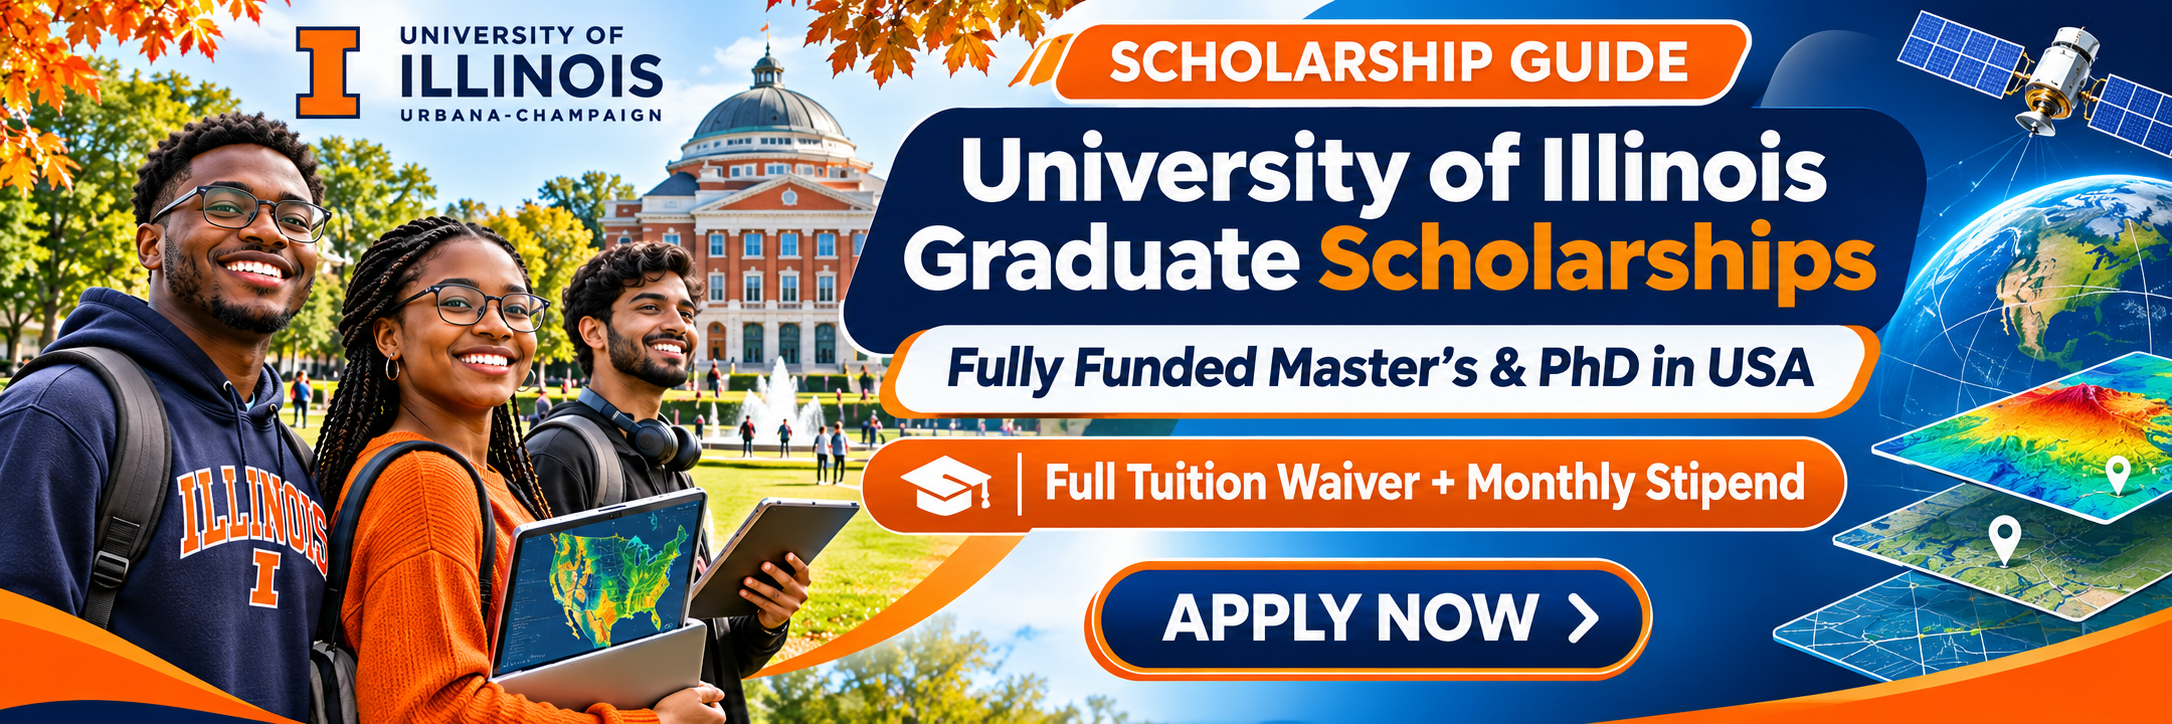 UNIVERSITY OF
ILLINOIS
URBANA-CHAMPAIGN
ILLINOIS
I
SCHOLARSHIP GUIDE
University of Illinois
Graduate Scholarships
Fully Funded Master's & PhD in USA
Full Tuition Waiver + Monthly Stipend
APPLY NOW